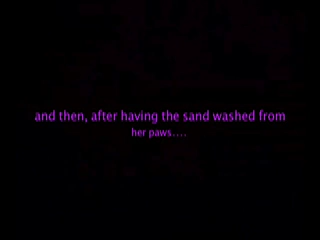 and then, after having the sand washed from
her paws....